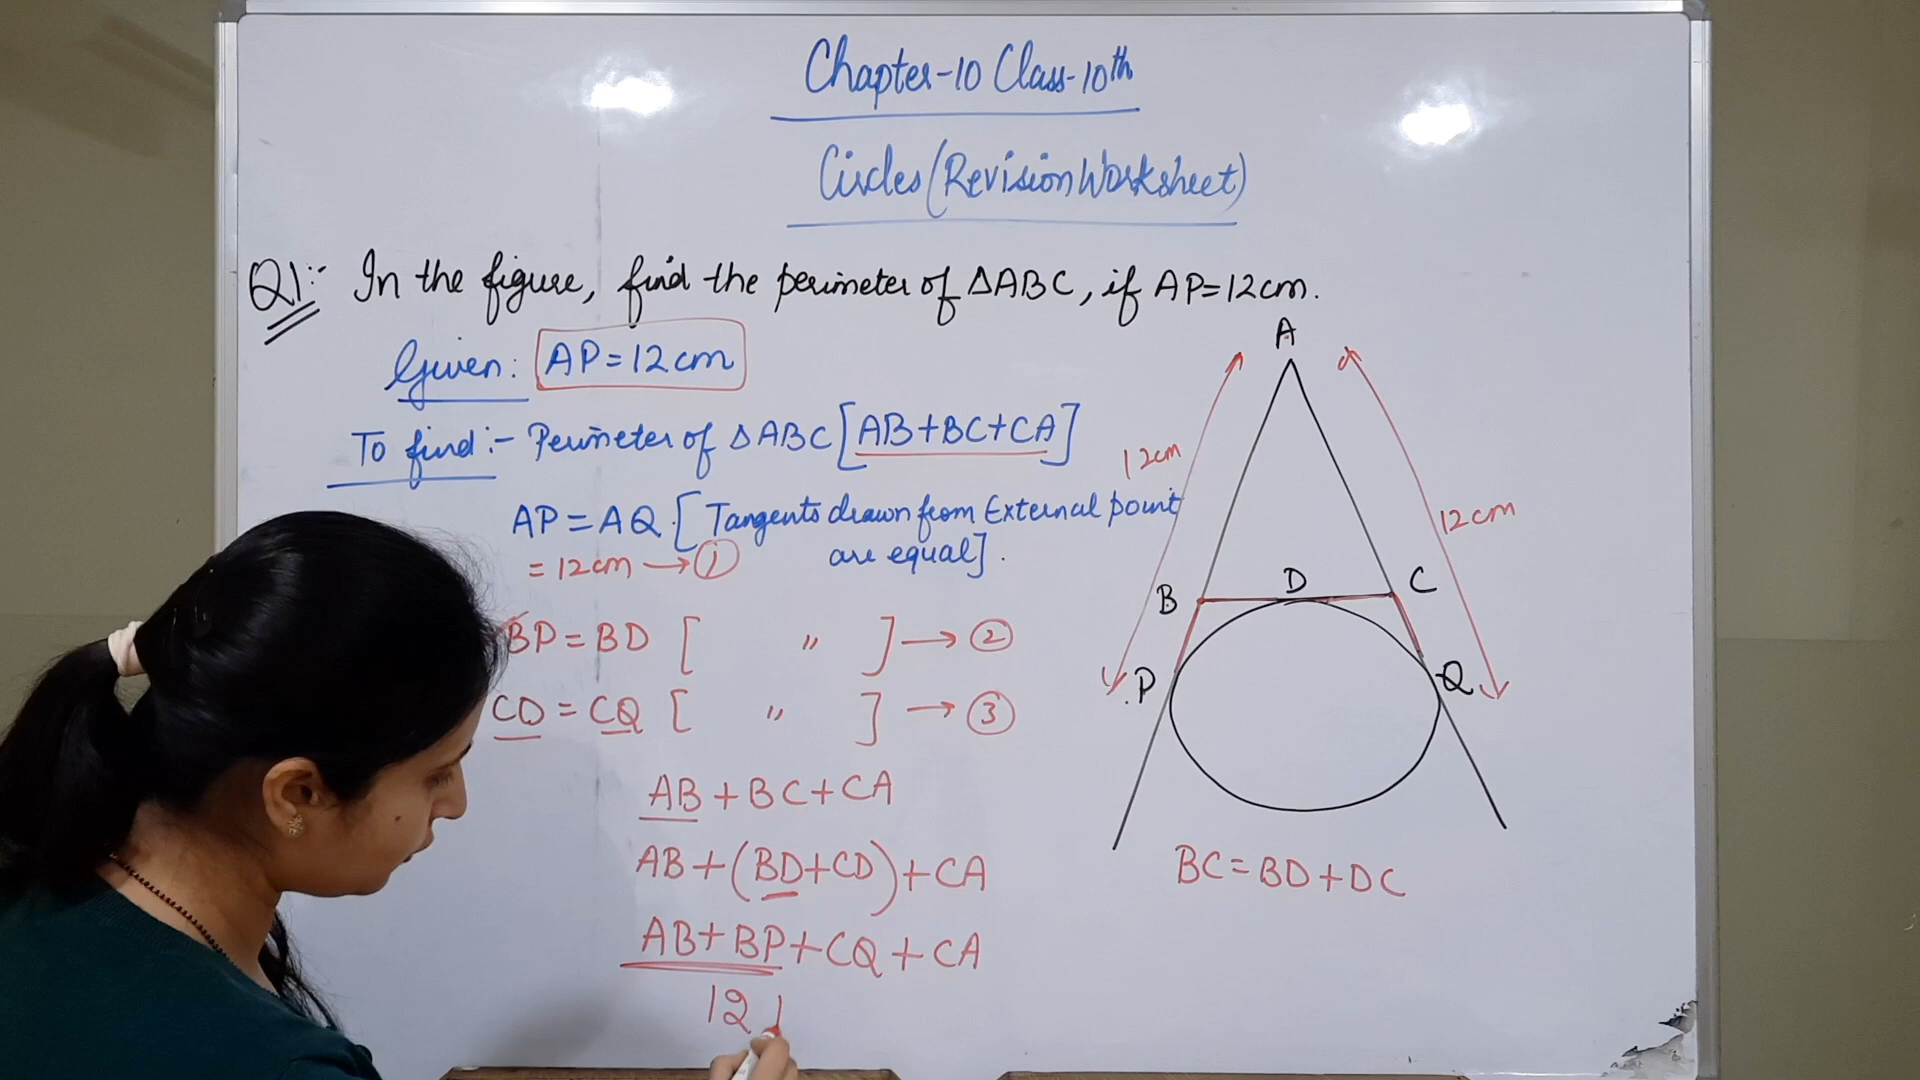 Chapter-10 Class-10th
Circles (Revision Worksheet)
Q1:- In the figure, find the perimeter of ΔABC, if AP=12cm.
Given: AP=12cm
To find:- Perimeter of ΔABC [AB+BC+CA]
AP=AQ [Tangents drawn from External point
are equal].
=12cm → ①
BP=BD [ " ] → ②
CD=CQ [ " ] → ③
AB+BC+CA
AB+(BD+CD)+CA
AB+BP+CQ+CA
12
A
12cm
12cm
B
D
C
P
Q
BC=BD+DC